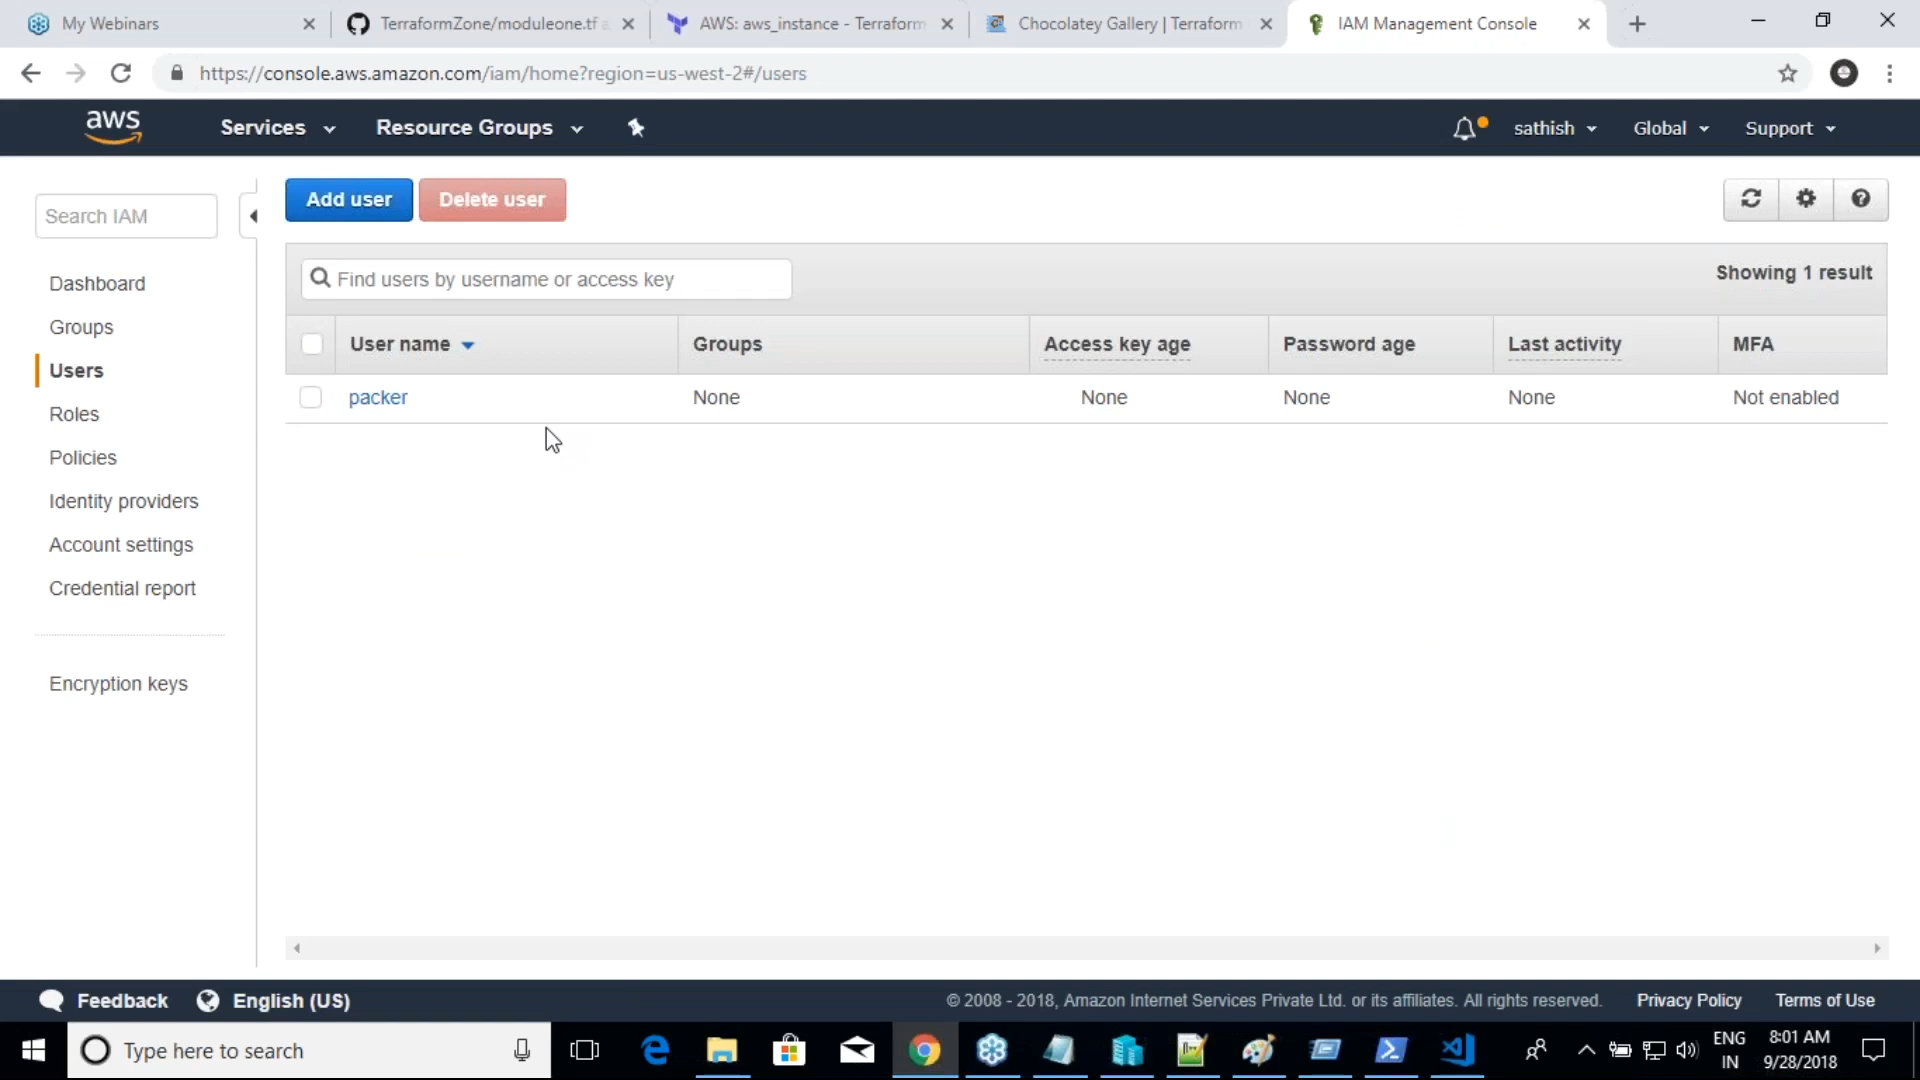 My Webinars
TerraformZone/moduleone.tf a
AWS: aws_instance - Terraform
Chocolatey Gallery | Terraform
IAM Management Console
https://console.aws.amazon.com/iam/home?region=us-west-2#/users
aws
Services
Resource Groups
sathish
Global
Support
Search IAM
Dashboard
Groups
Users
Roles
Policies
Identity providers
Account settings
Credential report
Encryption keys
Add user
Delete user
Find users by username or access key
Showing 1 result
User name Groups Access key age Password age Last activity MFA
packer None None None None Not enabled
Feedback
English (US)
© 2008 - 2018, Amazon Internet Services Private Ltd. or its affiliates. All rights reserved.
Privacy Policy
Terms of Use
Type here to search
ENG
IN
8:01 AM
9/28/2018